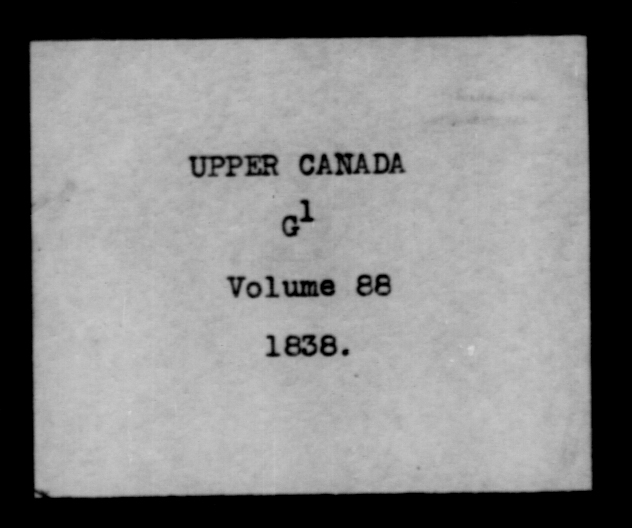 UPPER CANADA
G1
Volume 88
1838.